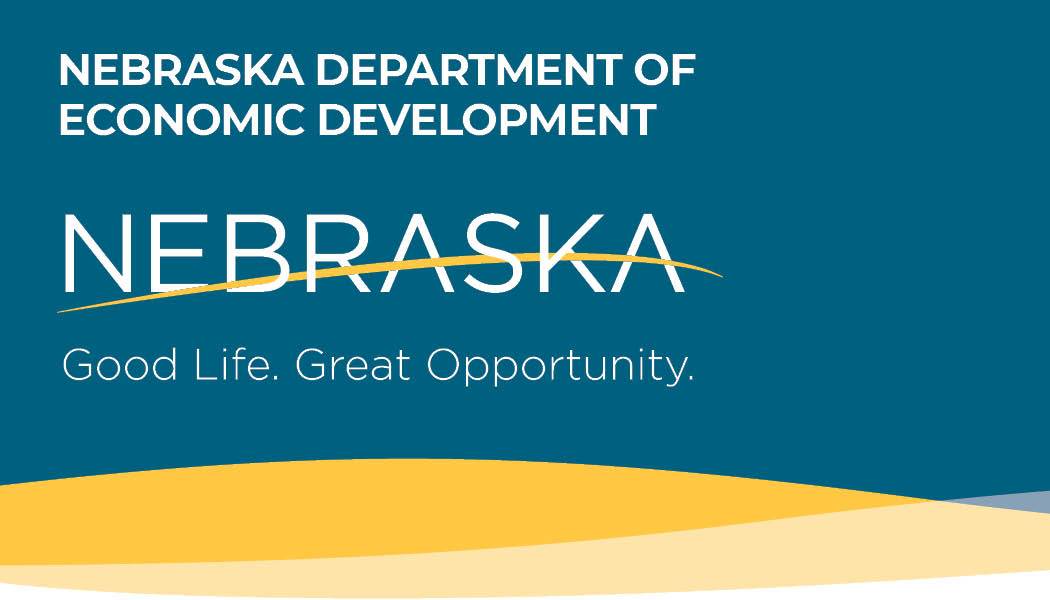 NEBRASKA DEPARTMENT OF
ECONOMIC DEVELOPMENT
NEBRASKA
Good Life. Great Opportunity.